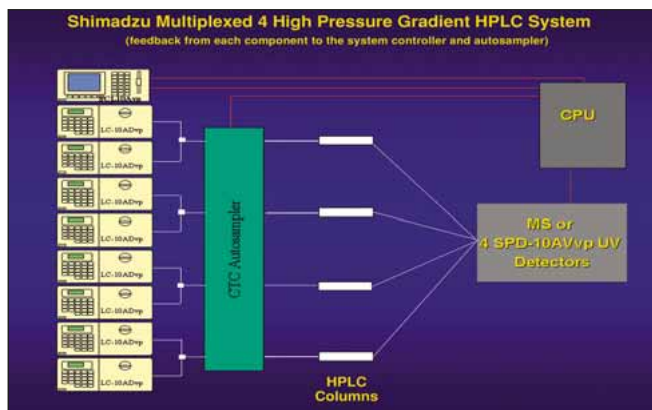 Shimadzu Multiplexed 4 High Pressure Gradient HPLC System
(feedback from each component to the system controller and autosampler)
LC-10ADvp
LC-10ADvp
LC-10ADvp
LC-10ADvp
LC-10ADvp
LC-10ADvp
LC-10ADvp
LC-10ADvp
CTC Autosampler
HPLC
Columns
CPU
MS or
4 SPD-10AVvp UV
Detectors